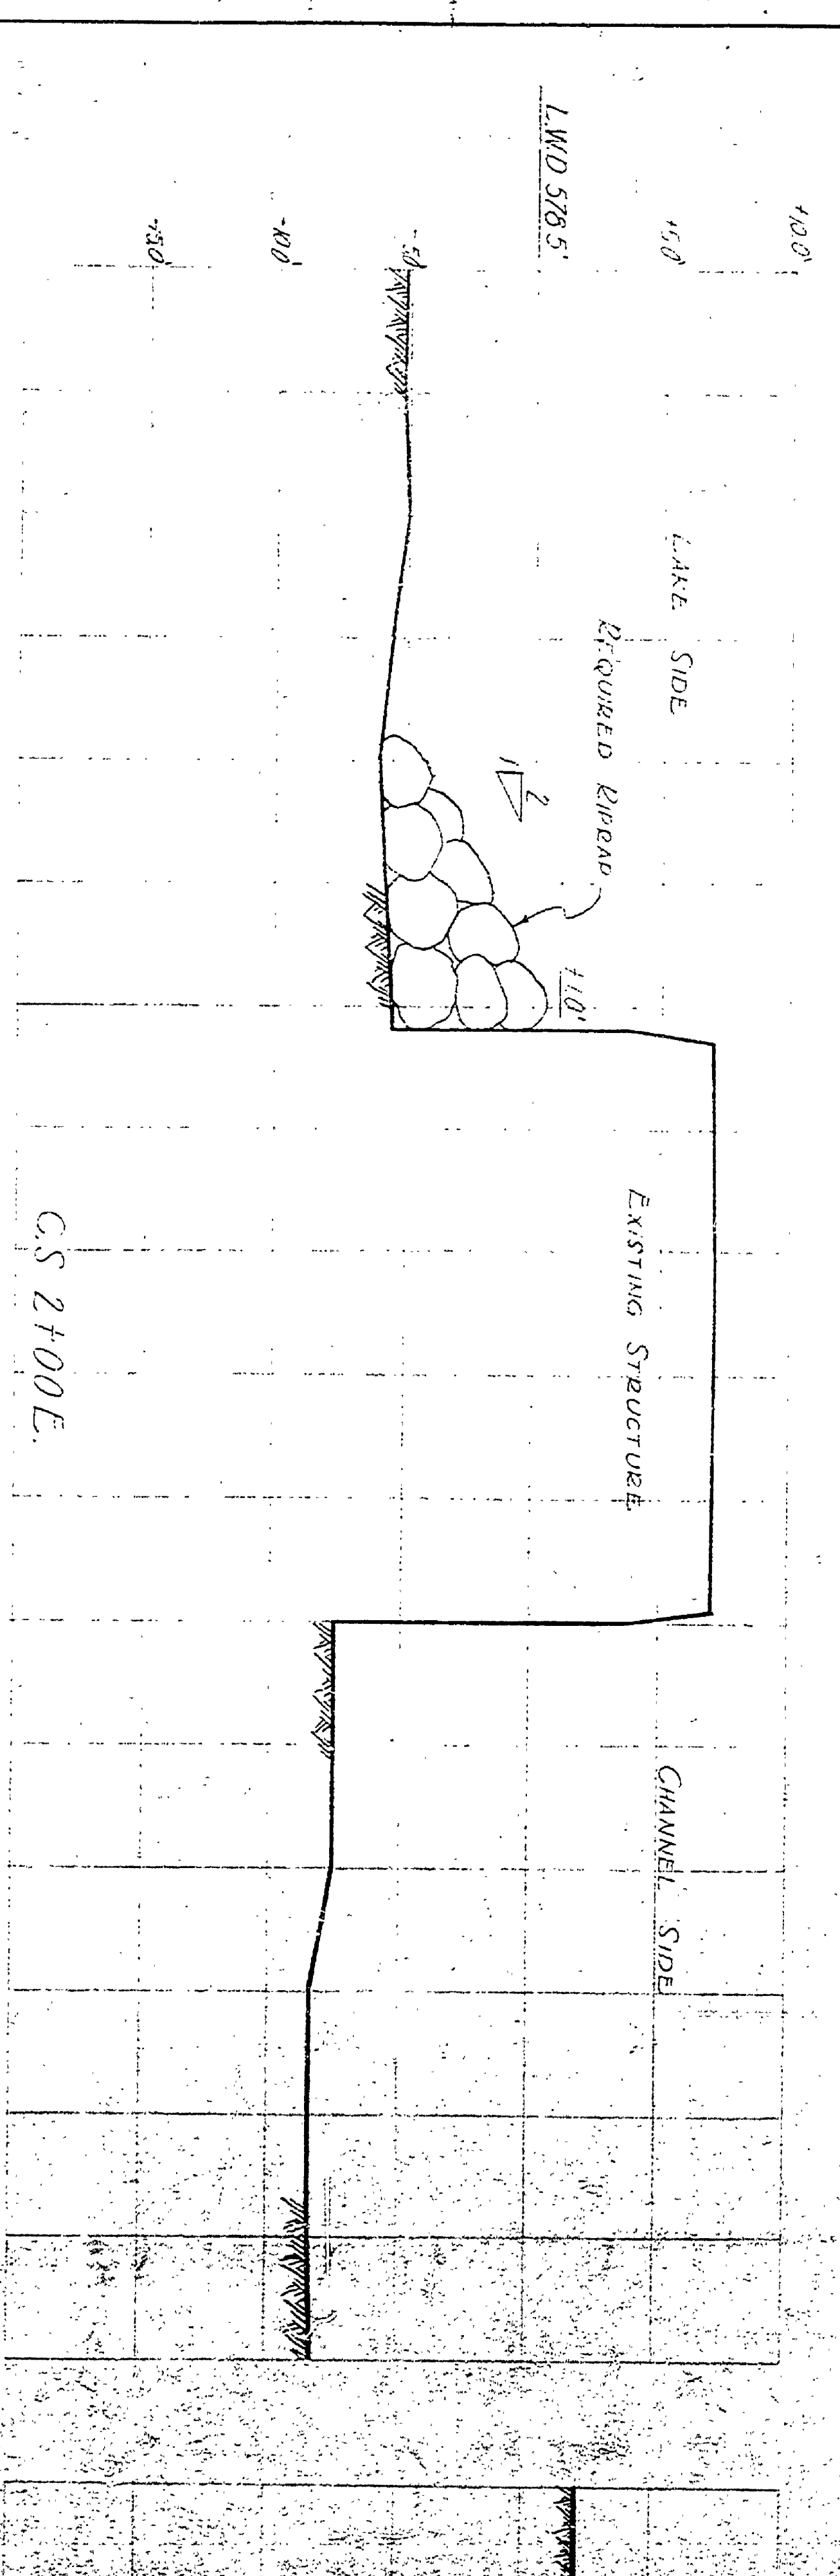 +10.0'
+5.0'
L.W.D 578.5'
-5.0'
-10.0'
-15.0'
LAKE SIDE
REQUIRED RIPRAP
1
2
+1.0'
EXISTING STRUCTURE
CHANNEL SIDE
C.S 2+00E.